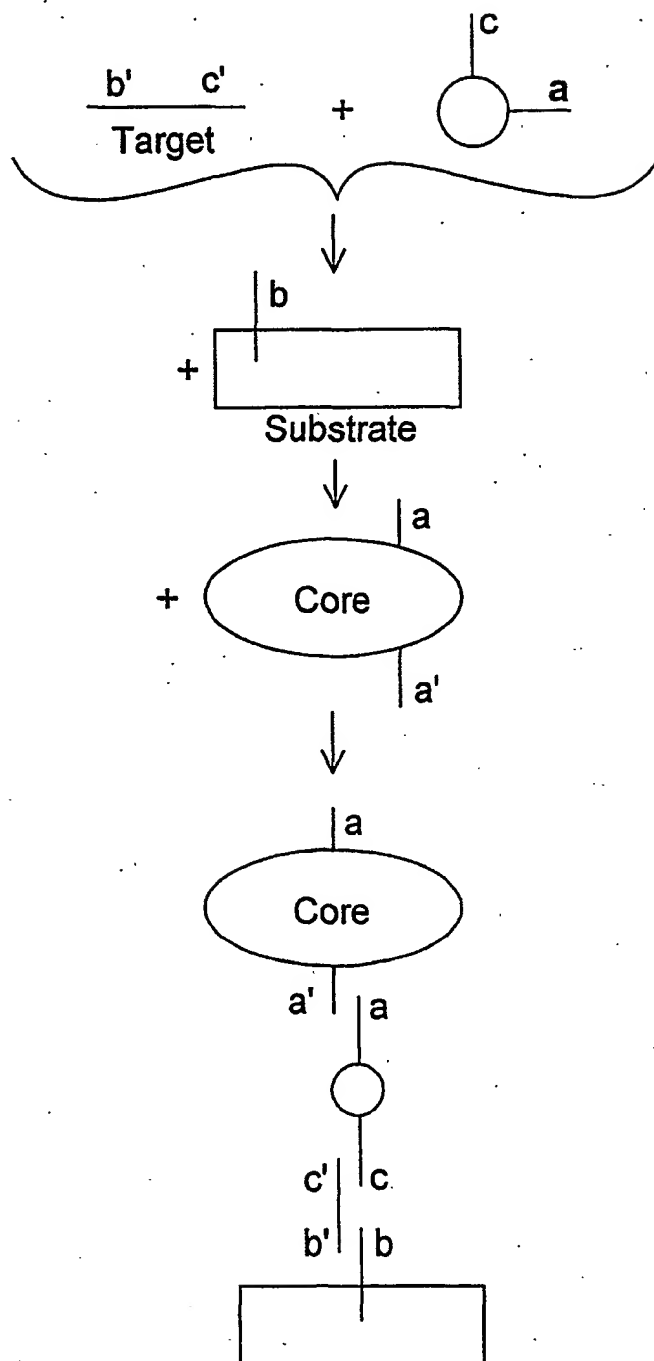 c
b' c' + a
Target
b
+
Substrate
a
+ Core
a'
a
Core
a' a
c' c
b' b